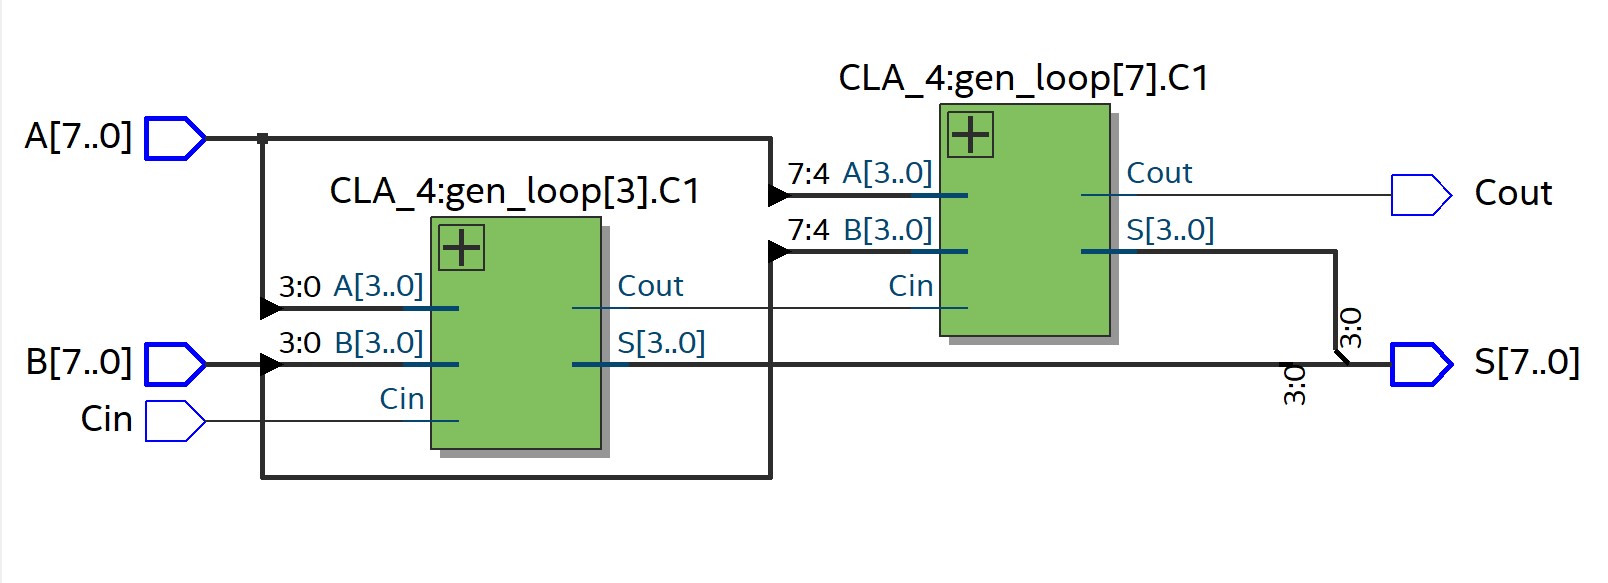 CLA_4:gen_loop[7].C1
A[7..0]
7:4 A[3..0]
Cout
Cout
CLA_4:gen_loop[3].C1
7:4 B[3..0]
S[3..0]
3:0 A[3..0]
Cout
Cin
3:0
B[7..0]
3:0 B[3..0]
S[3..0]
3:0
S[7..0]
Cin
Cin